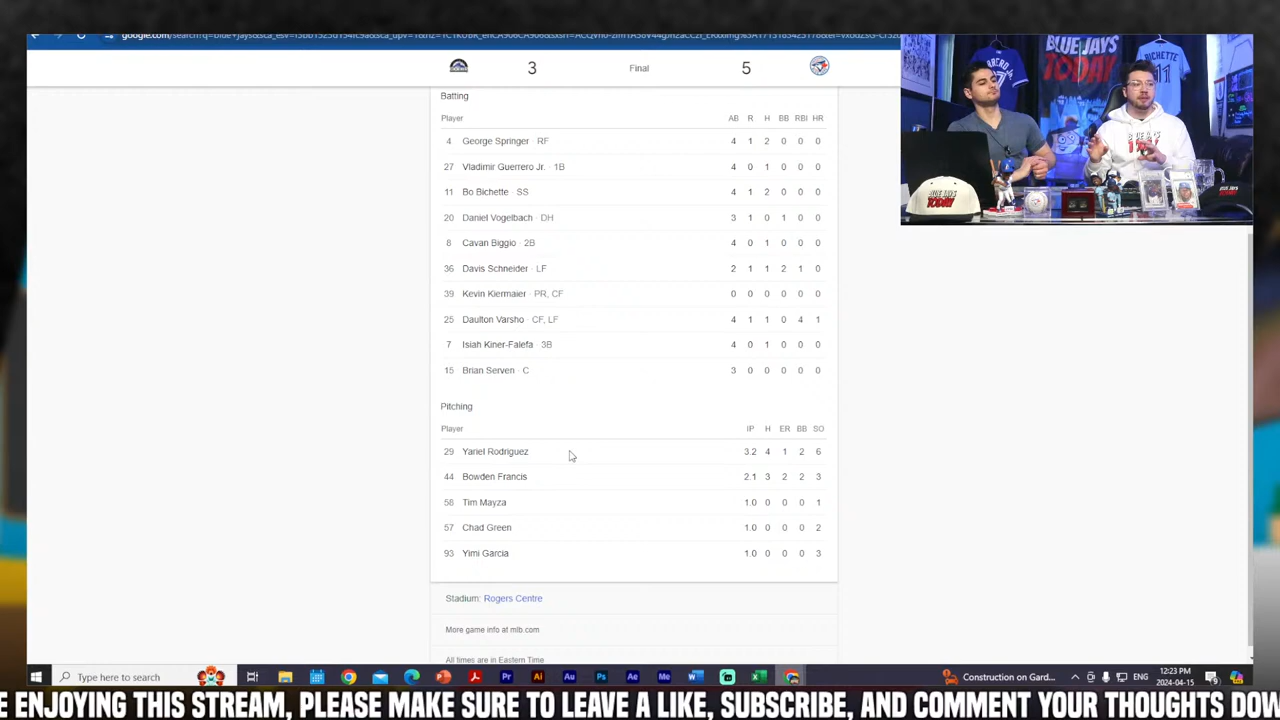 3 Final 5
Batting
Player AB R H BB RBI HR
4 George Springer · RF 4 1 2 0 0 0
27 Vladimir Guerrero Jr. · 1B 4 0 1 0 0 0
11 Bo Bichette · SS 4 1 2 0 0 0
20 Daniel Vogelbach · DH 3 1 0 1 0 0
8 Cavan Biggio · 2B 4 0 1 0 0 0
36 Davis Schneider · LF 2 1 1 2 1 0
39 Kevin Kiermaier · PR, CF 0 0 0 0 0 0
25 Daulton Varsho · CF, LF 4 1 1 0 4 1
7 Isiah Kiner-Falefa · 3B 4 0 1 0 0 0
15 Brian Serven · C 3 0 0 0 0 0
Pitching
Player IP H ER BB SO
29 Yariel Rodriguez 3.2 4 1 2 6
44 Bowden Francis 2.1 3 2 2 3
58 Tim Mayza 1.0 0 0 0 1
57 Chad Green 1.0 0 0 0 2
93 Yimi Garcia 1.0 0 0 0 3
Stadium: Rogers Centre
More game info at mlb.com
All times are in Eastern Time
BLUE JAYS
TODAY
BICHETTE
11
BLUE JAYS
TODAY
Type here to search
Construction on Gard...
ENG
12:23 PM
2024-04-15
E ENJOYING THIS STREAM, PLEASE MAKE SURE TO LEAVE A LIKE, SUBSCRIBE, AND COMMENT YOUR THOUGHTS DOW